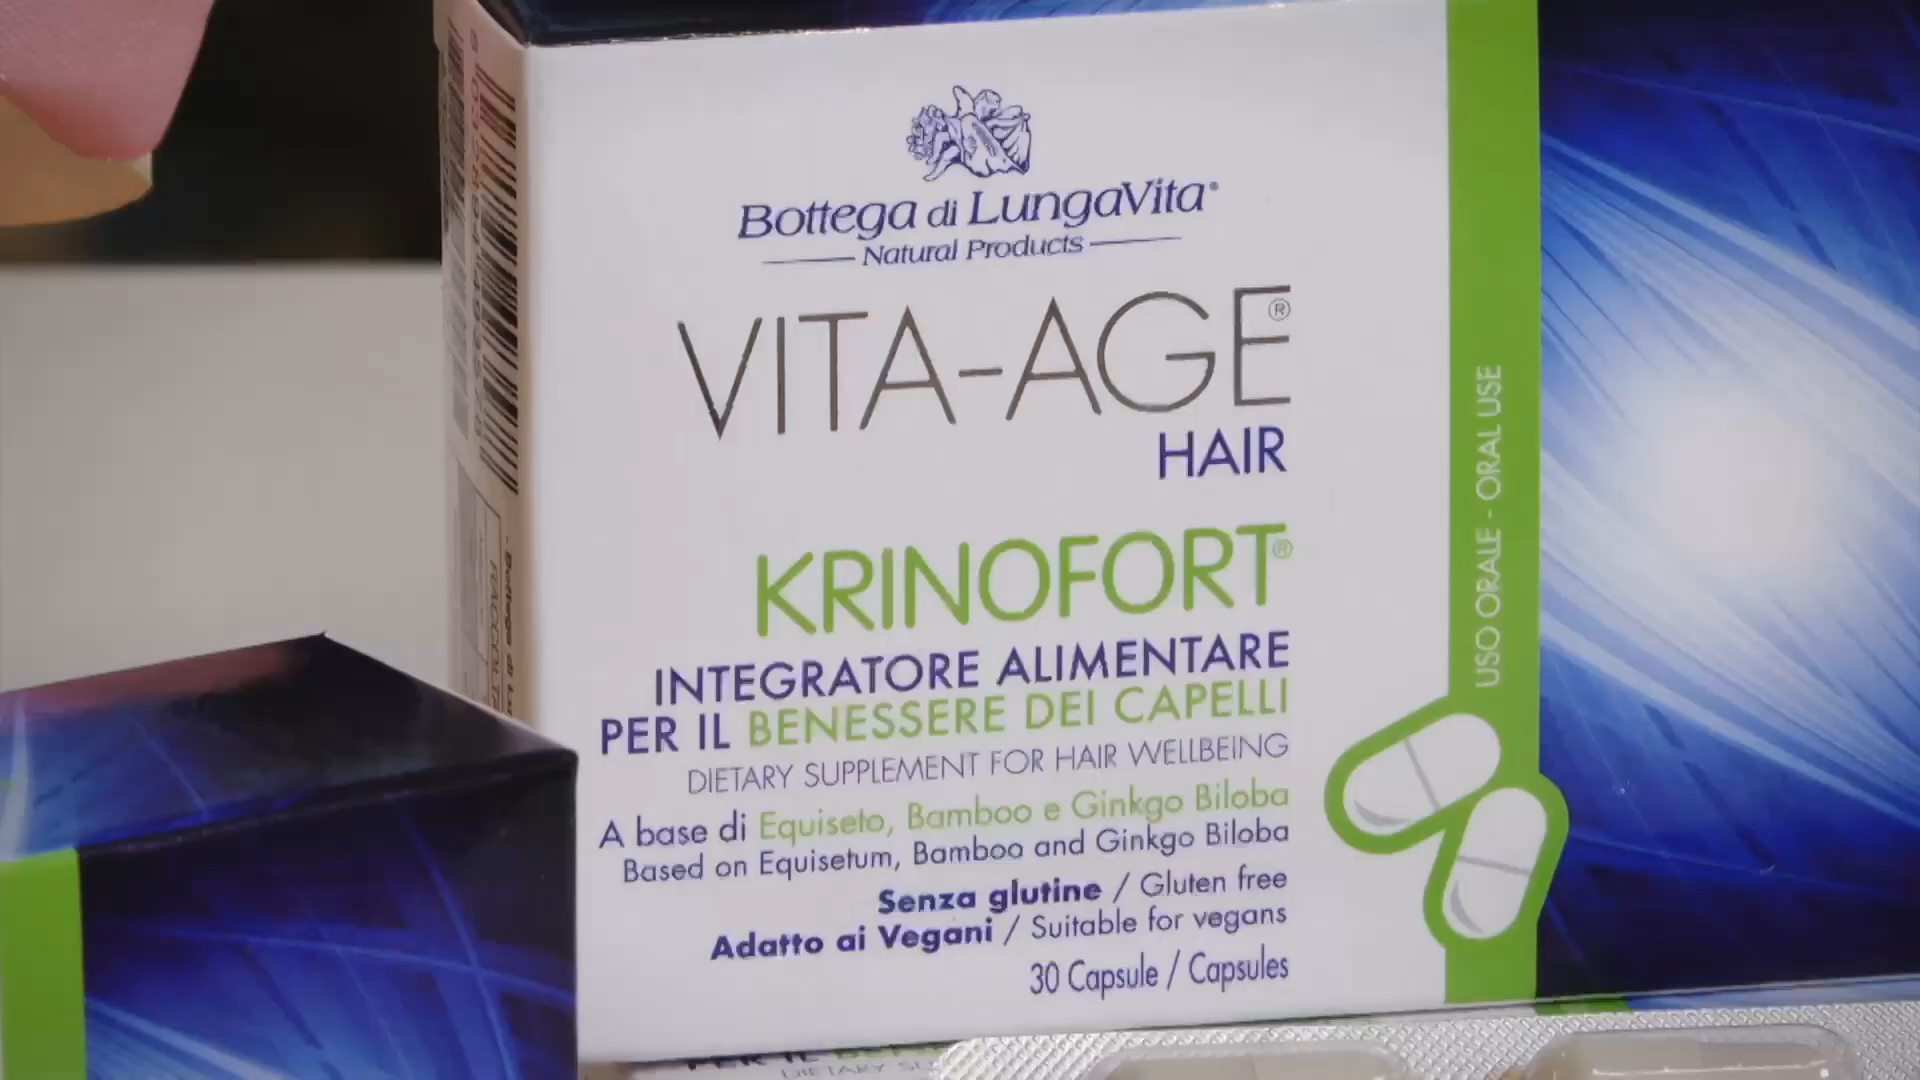 Bottega di LungaVita®
Natural Products
VITA-AGE®
HAIR
KRINOFORT®
INTEGRATORE ALIMENTARE
PER IL BENESSERE DEI CAPELLI
DIETARY SUPPLEMENT FOR HAIR WELLBEING
A base di Equiseto, Bamboo e Ginkgo Biloba
Based on Equisetum, Bamboo and Ginkgo Biloba
Senza glutine / Gluten free
Adatto ai Vegani / Suitable for vegans
30 Capsule / Capsules
USO ORALE - ORAL USE